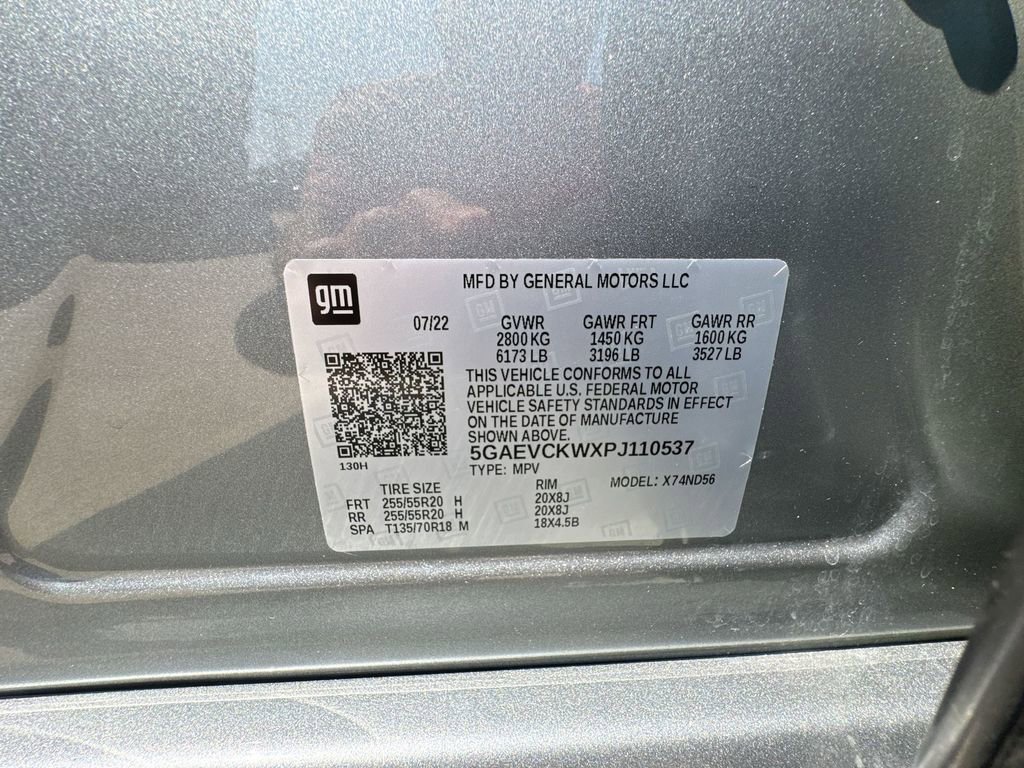 gm
MFD BY GENERAL MOTORS LLC
07/22 GVWR GAWR FRT GAWR RR
2800 KG 1450 KG 1600 KG
6173 LB 3196 LB 3527 LB
THIS VEHICLE CONFORMS TO ALL
APPLICABLE U.S. FEDERAL MOTOR
VEHICLE SAFETY STANDARDS IN EFFECT
ON THE DATE OF MANUFACTURE
SHOWN ABOVE.
5GAEVCKWXPJ110537
130H
TYPE: MPV MODEL: X74ND56
TIRE SIZE RIM
FRT 255/55R20 H 20X8J
RR 255/55R20 H 20X8J
SPA T135/70R18 M 18X4.5B